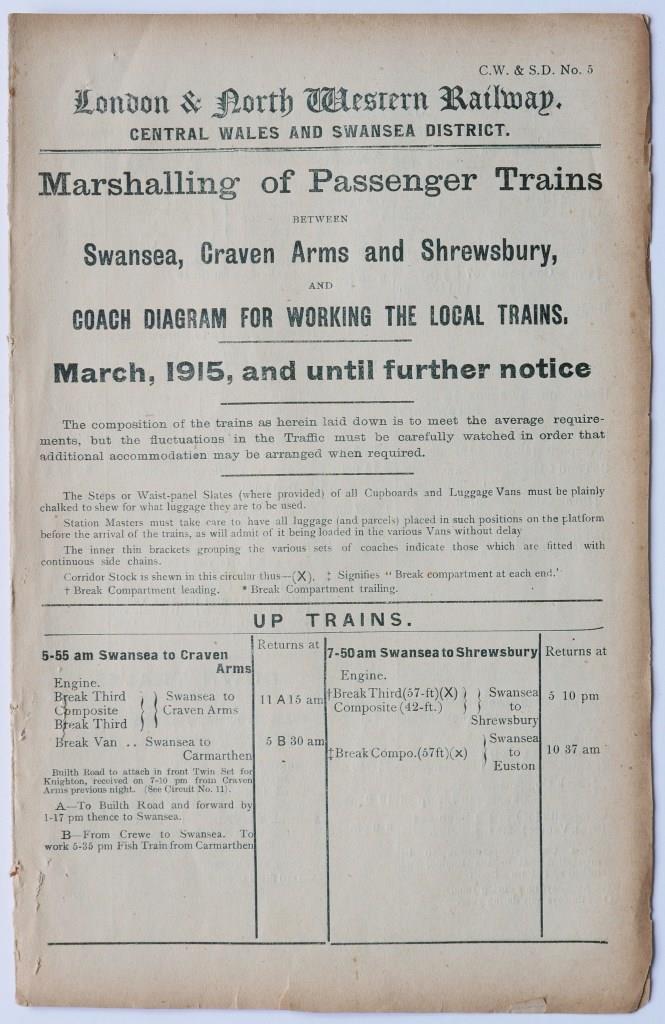 C.W. & S.D. No. 5
London & North Western Railway.
CENTRAL WALES AND SWANSEA DISTRICT.
Marshalling of Passenger Trains
BETWEEN
Swansea, Craven Arms and Shrewsbury,
AND
COACH DIAGRAM FOR WORKING THE LOCAL TRAINS.
March, 1915, and until further notice
The composition of the trains as herein laid down is to meet the average require-
ments, but the fluctuations in the Traffic must be carefully watched in order that
additional accommodation may be arranged when required.
The Steps or Waist-panel Slates (where provided) of all Cupboards and Luggage Vans must be plainly
chalked to shew for what luggage they are to be used.
Station Masters must take care to have all luggage (and parcels) placed in such positions on the platform
before the arrival of the trains, as will admit of it being loaded in the various Vans without delay
The inner thin brackets grouping the various sets of coaches indicate those which are fitted with
continuous side chains.
Corridor Stock is shewn in this circular thus—(X). ‡ Signifies "Break compartment at each end.'
† Break Compartment leading. * Break Compartment trailing.
UP TRAINS.
5-55 am Swansea to Craven
Arms
Returns at
Engine.
Break Third
Composite
Break Third
Swansea to
Craven Arms
11 A 15 am
Break Van .. Swansea to
Carmarthen
5 B 30 am
Builth Road to attach in front Twin Set for
Knighton, received on 7-10 pm from Craven
Arms previous night. (See Circuit No. 11).
A—To Builth Road and forward by
1-17 pm thence to Swansea.
B—From Crewe to Swansea. To
work 5-35 pm Fish Train from Carmarthen
7-50 am Swansea to Shrewsbury
Returns at
Engine.
†Break Third(57-ft)(X)
Composite (42-ft.)
Swansea
to
Shrewsbury
5 10 pm
‡Break Compo.(57ft)(x)
Swansea
to
Euston
10 37 am